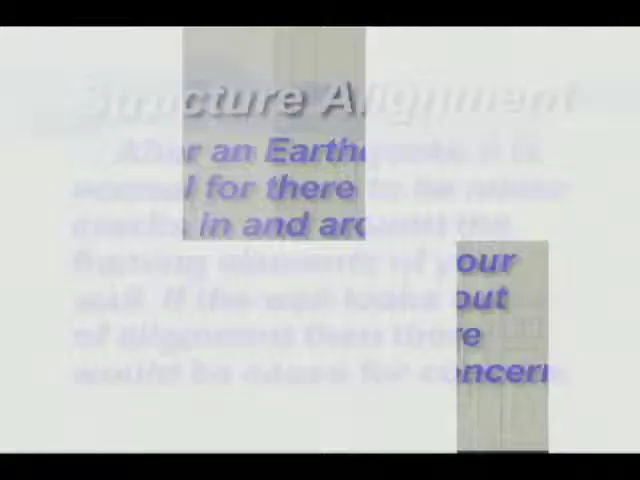 Structure Alignment
After an Earthquake it is
normal for there to be minor
cracks in and around the
framing elements of your
wall. If the wall looks out
of alignment then there
would be cause for concern.